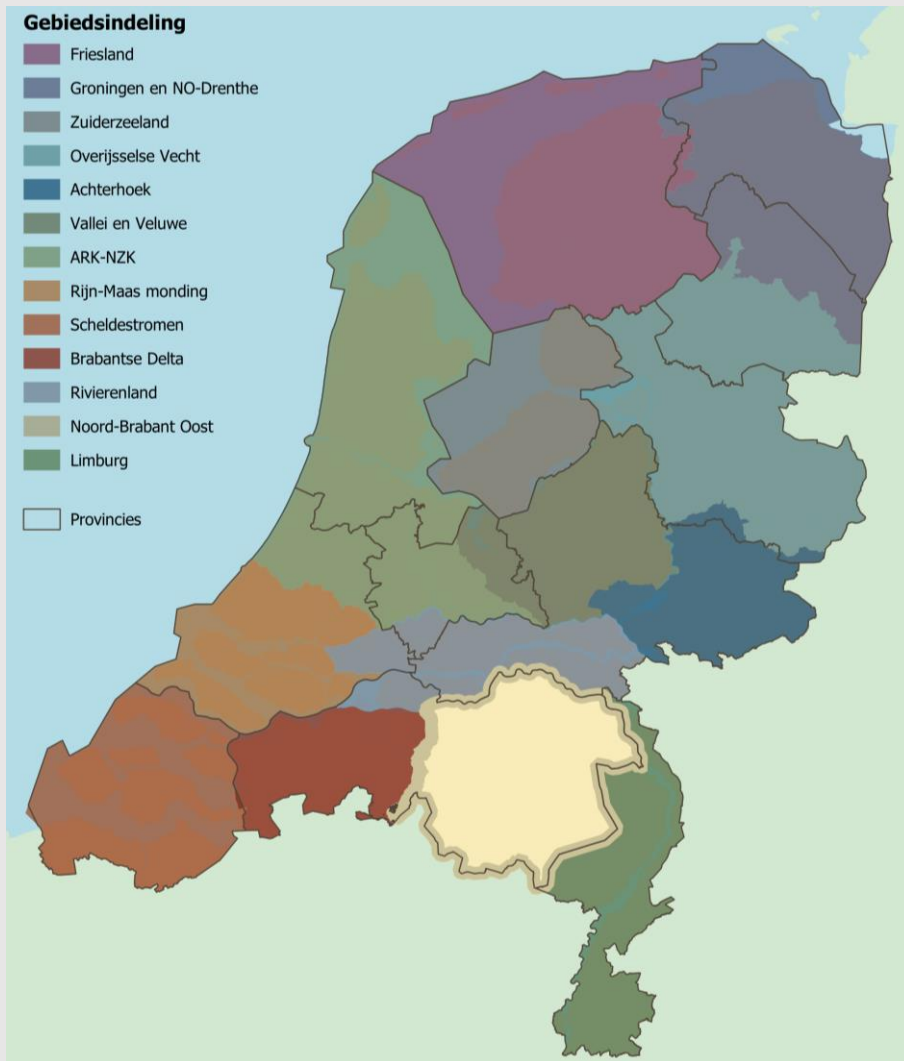 Gebiedsindeling
Friesland
Groningen en NO-Drenthe
Zuiderzeeland
Overijsselse Vecht
Achterhoek
Vallei en Veluwe
ARK-NZK
Rijn-Maas monding
Scheldestromen
Brabantse Delta
Rivierenland
Noord-Brabant Oost
Limburg
Provincies